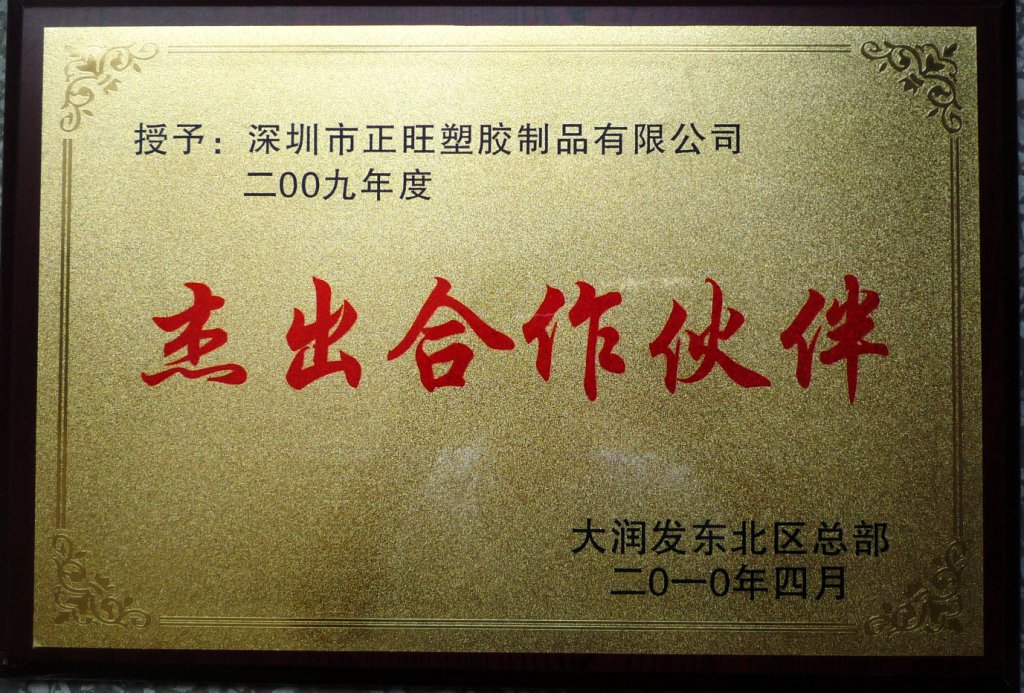 授予：深圳市正旺塑胶制品有限公司
二00九年度
杰出合作伙伴
大润发东北区总部
二0一0年四月